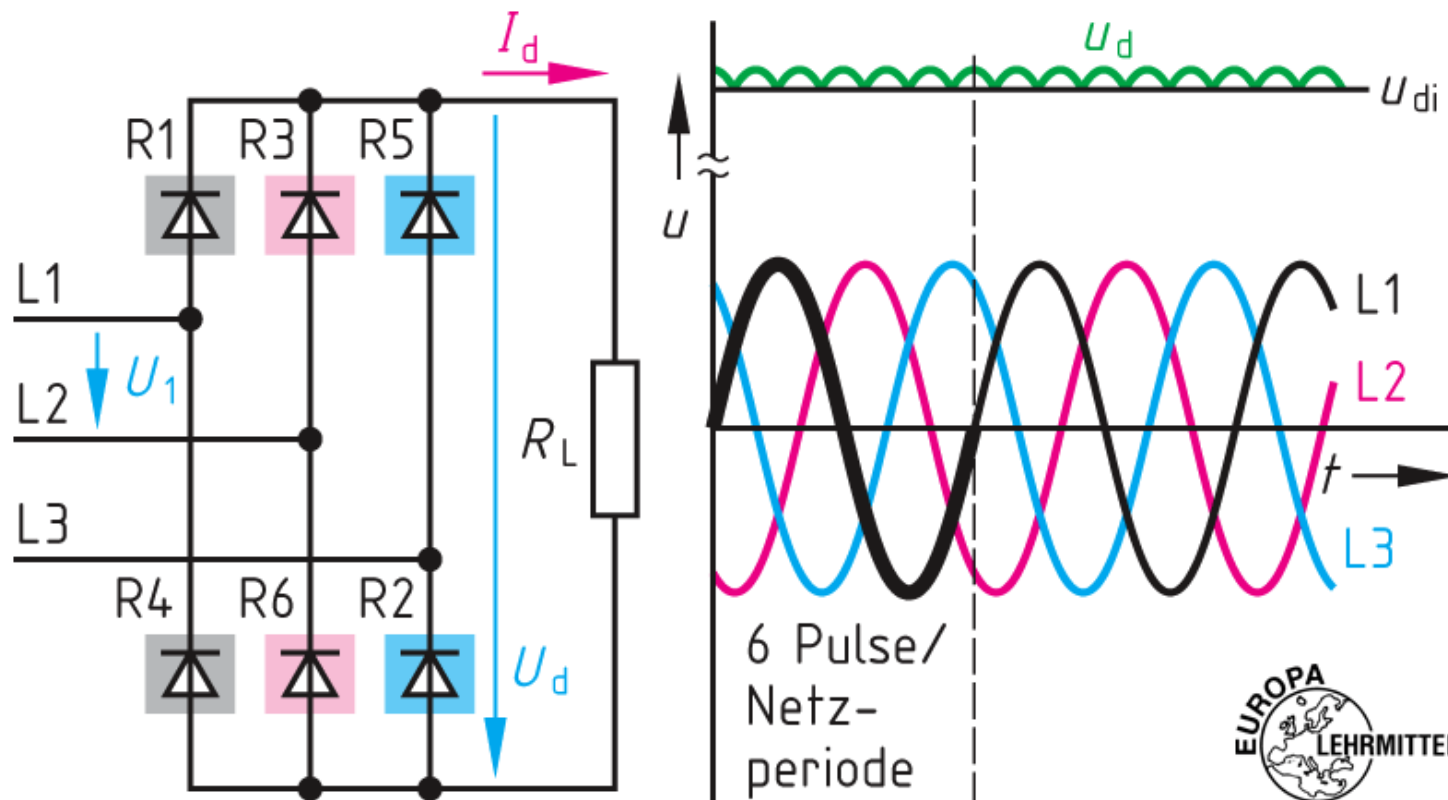 I_d
R1 R3 R5
L1
U_1
L2
R_L
L3
R4 R6 R2
U_d
u_d
u_di
u
L1
L2
t
L3
6 Pulse/
Netz-
periode
EUROPA
LEHRMITTEL